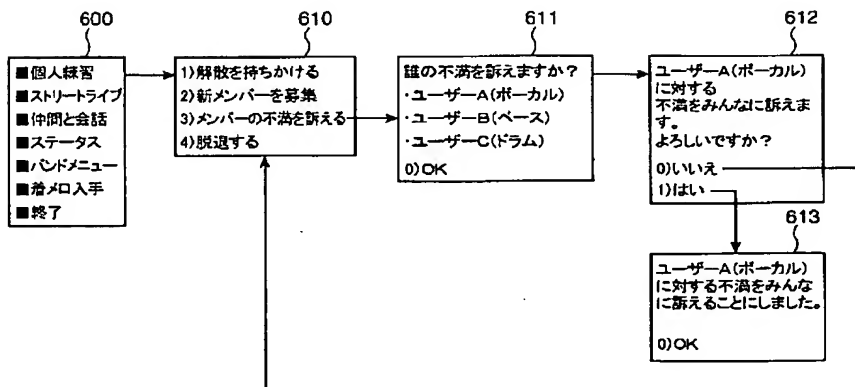 600
■個人練習
■ストリートライブ
■仲間と会話
■ステータス
■バンドメニュー
■着メロ入手
■終了
610
1)解散を持ちかける
2)新メンバーを募集
3)メンバーの不満を訴える
4)脱退する
611
誰の不満を訴えますか？
・ユーザーA(ボーカル)
・ユーザーB(ベース)
・ユーザーC(ドラム)
0)OK
612
ユーザーA(ボーカル)
に対する
不満をみんなに訴えま
す。
よろしいですか？
0)いいえ
1)はい
613
ユーザーA(ボーカル)
に対する不満をみんな
に訴えることにしました。
0)OK